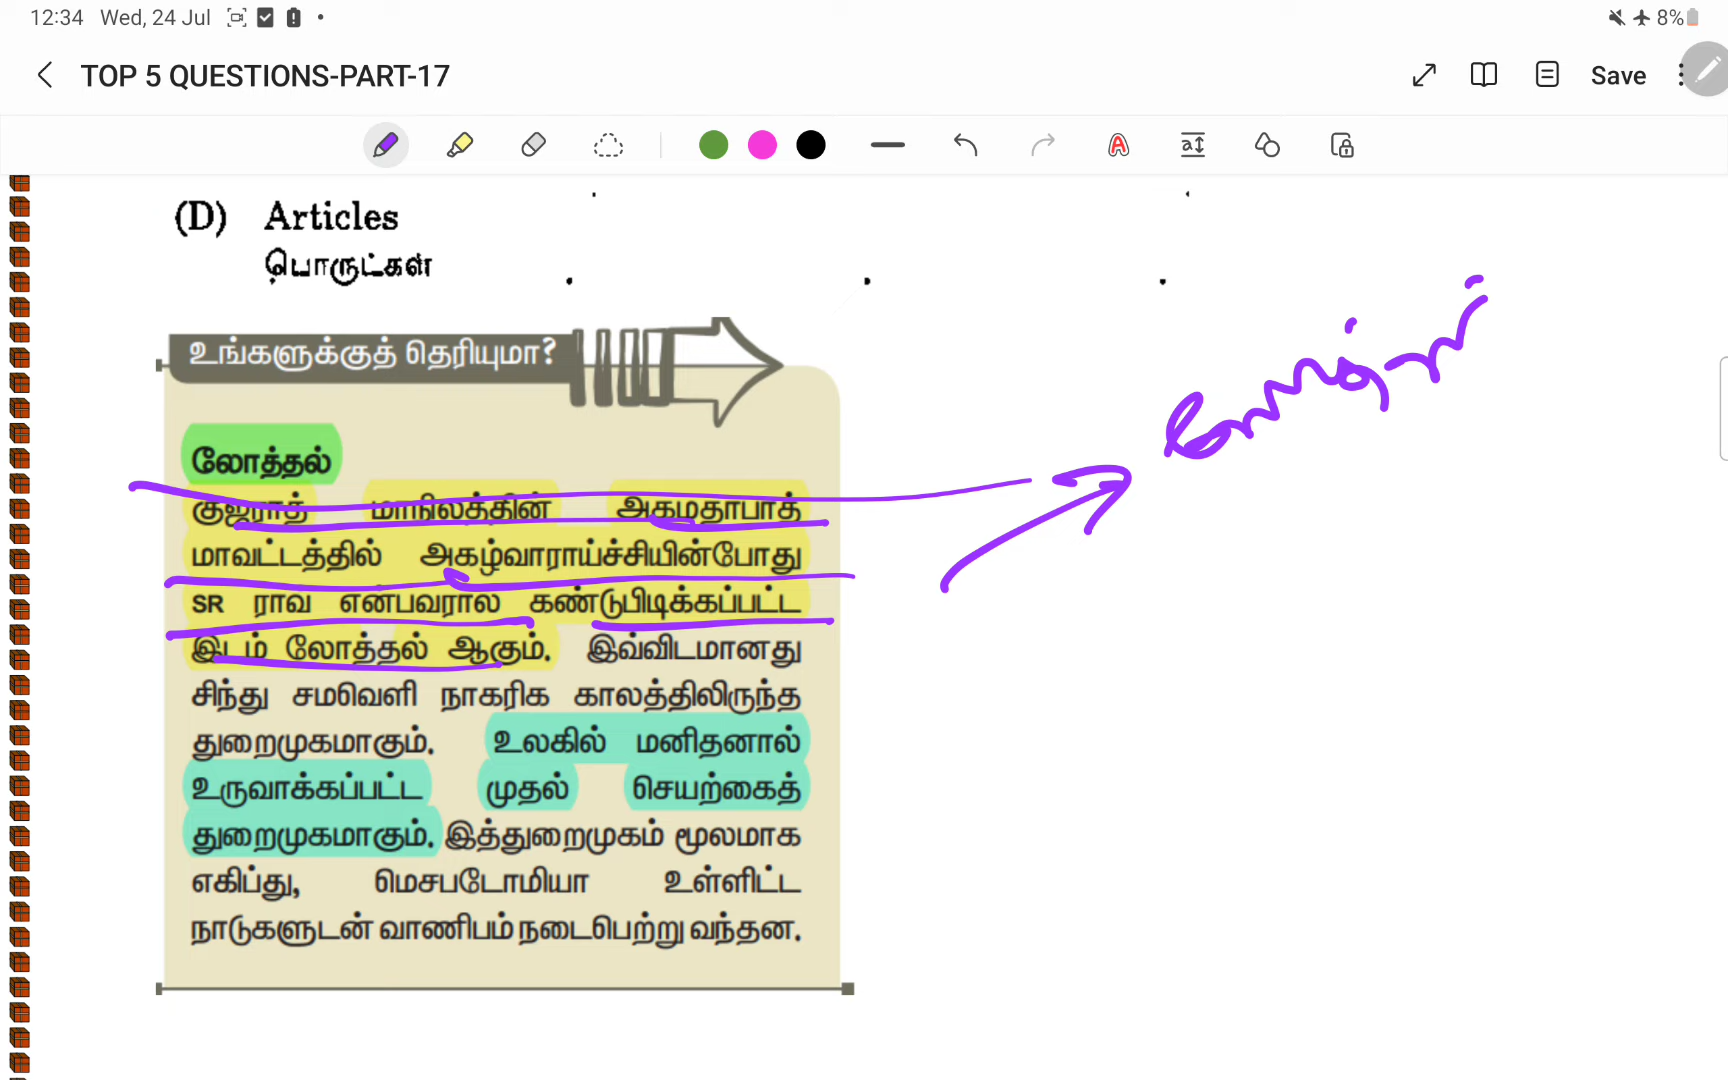 12:34 Wed, 24 Jul
8%
TOP 5 QUESTIONS-PART-17
Save
(D) Articles
பொருட்கள்
உங்களுக்குத் தெரியுமா?
லோத்தல்
குஜராத் மாநிலத்தின் அகமதாபாத்
மாவட்டத்தில் அகழ்வாராய்ச்சியின்போது
SR ராவ் என்பவரால் கண்டுபிடிக்கப்பட்ட
இடம் லோத்தல் ஆகும். இவ்விடமானது
சிந்து சமவெளி நாகரிக காலத்திலிருந்த
துறைமுகமாகும். உலகில் மனிதனால்
உருவாக்கப்பட்ட முதல் செயற்கைத்
துறைமுகமாகும். இத்துறைமுகம் மூலமாக
எகிப்து, மெசபடோமியா உள்ளிட்ட
நாடுகளுடன் வாணிபம் நடைபெற்று வந்தன.